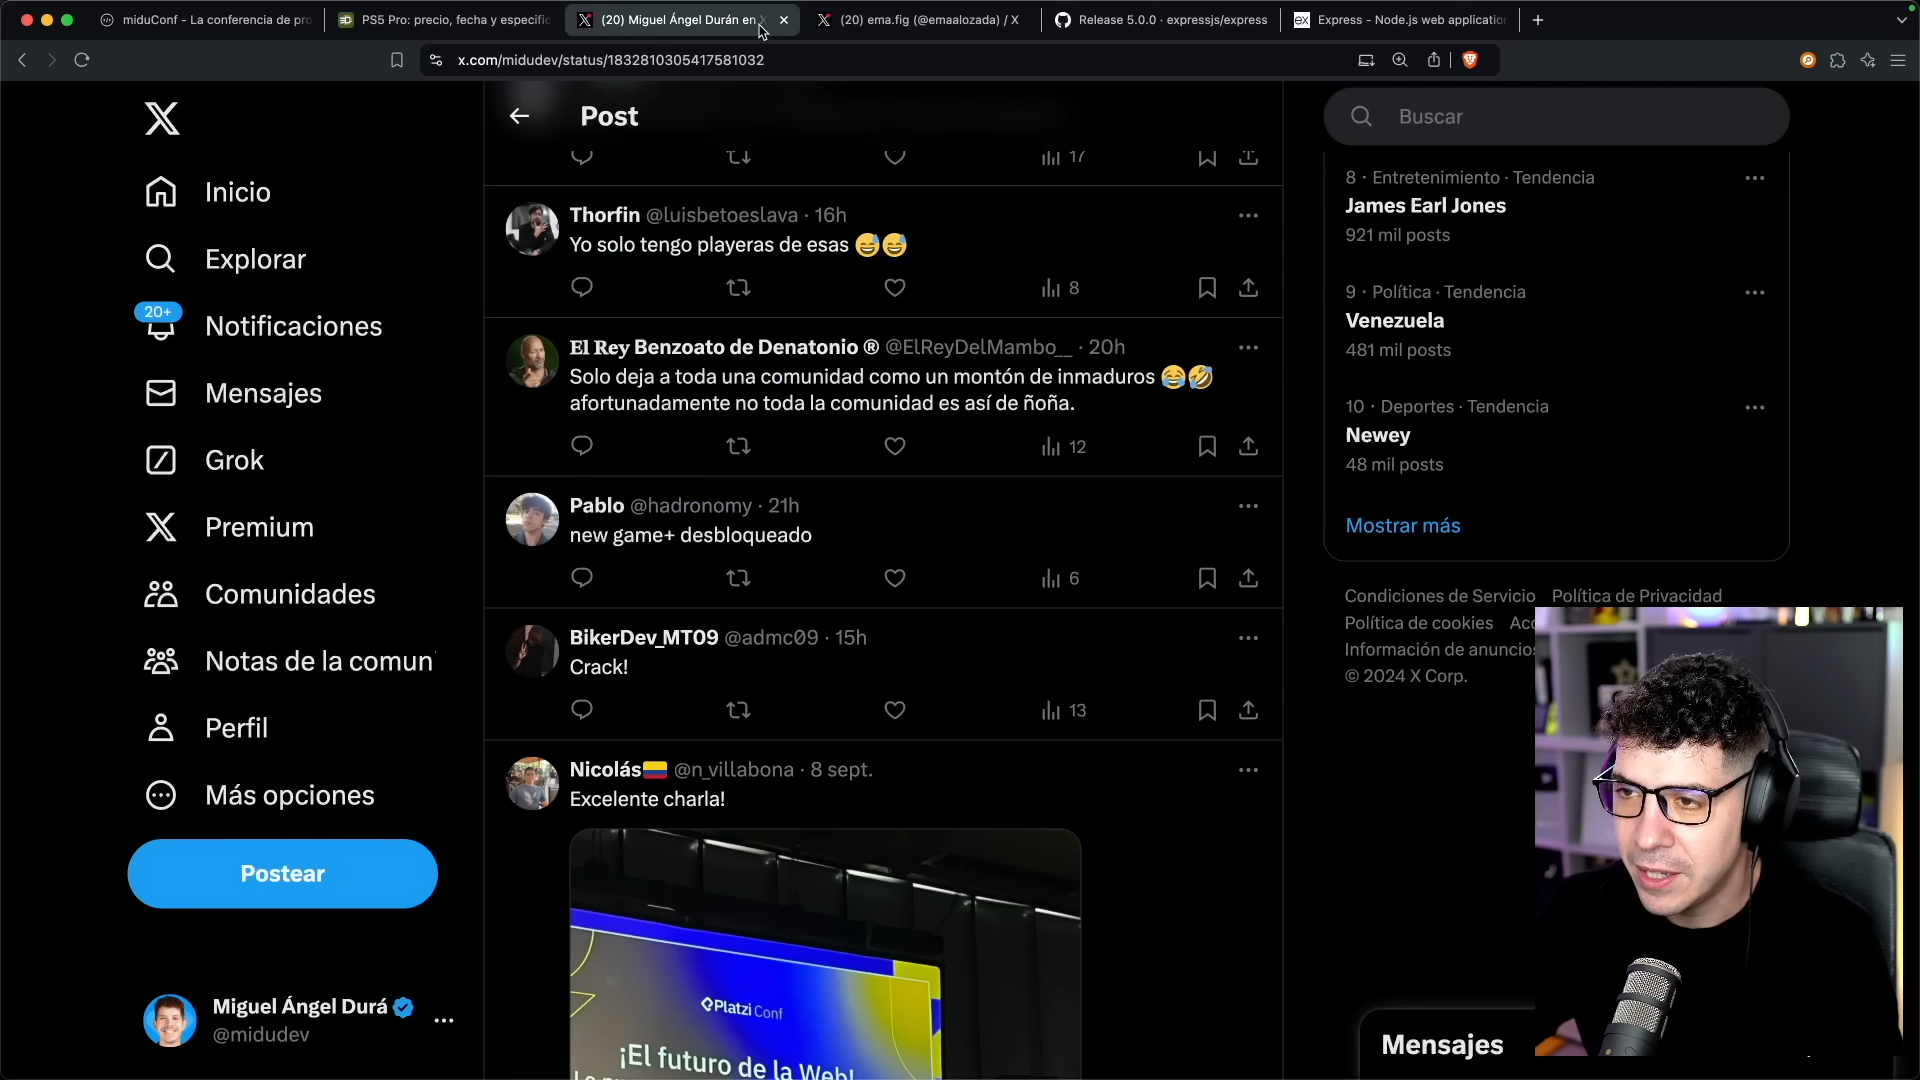 miduConf - La conferencia de pro
PS5 Pro: precio, fecha y especific
(20) Miguel Ángel Durán en X
(20) ema.fig (@emaalozada) / X
Release 5.0.0 · expressjs/express
Express - Node.js web application
x.com/midudev/status/1832810305417581032
Inicio
Explorar
20+
Notificaciones
Mensajes
Grok
Premium
Comunidades
Notas de la comun
Perfil
Más opciones
Postear
Miguel Ángel Durá
@midudev
Post
17
Thorfin @luisbetoeslava · 16h
Yo solo tengo playeras de esas 😅😅
8
El Rey Benzoato de Denatonio ® @ElReyDelMambo__ · 20h
Solo deja a toda una comunidad como un montón de inmaduros 😂🤣
afortunadamente no toda la comunidad es así de ñoña.
12
Pablo @hadronomy · 21h
new game+ desbloqueado
6
BikerDev_MT09 @admc09 · 15h
Crack!
13
Nicolás🇨🇴 @n_villabona · 8 sept.
Excelente charla!
Platzi Conf
¡El futuro de la Web!
Buscar
8 · Entretenimiento · Tendencia
James Earl Jones
921 mil posts
9 · Política · Tendencia
Venezuela
481 mil posts
10 · Deportes · Tendencia
Newey
48 mil posts
Mostrar más
Condiciones de Servicio Política de Privacidad
Política de cookies Acc
Información de anuncios
© 2024 X Corp.
Mensajes